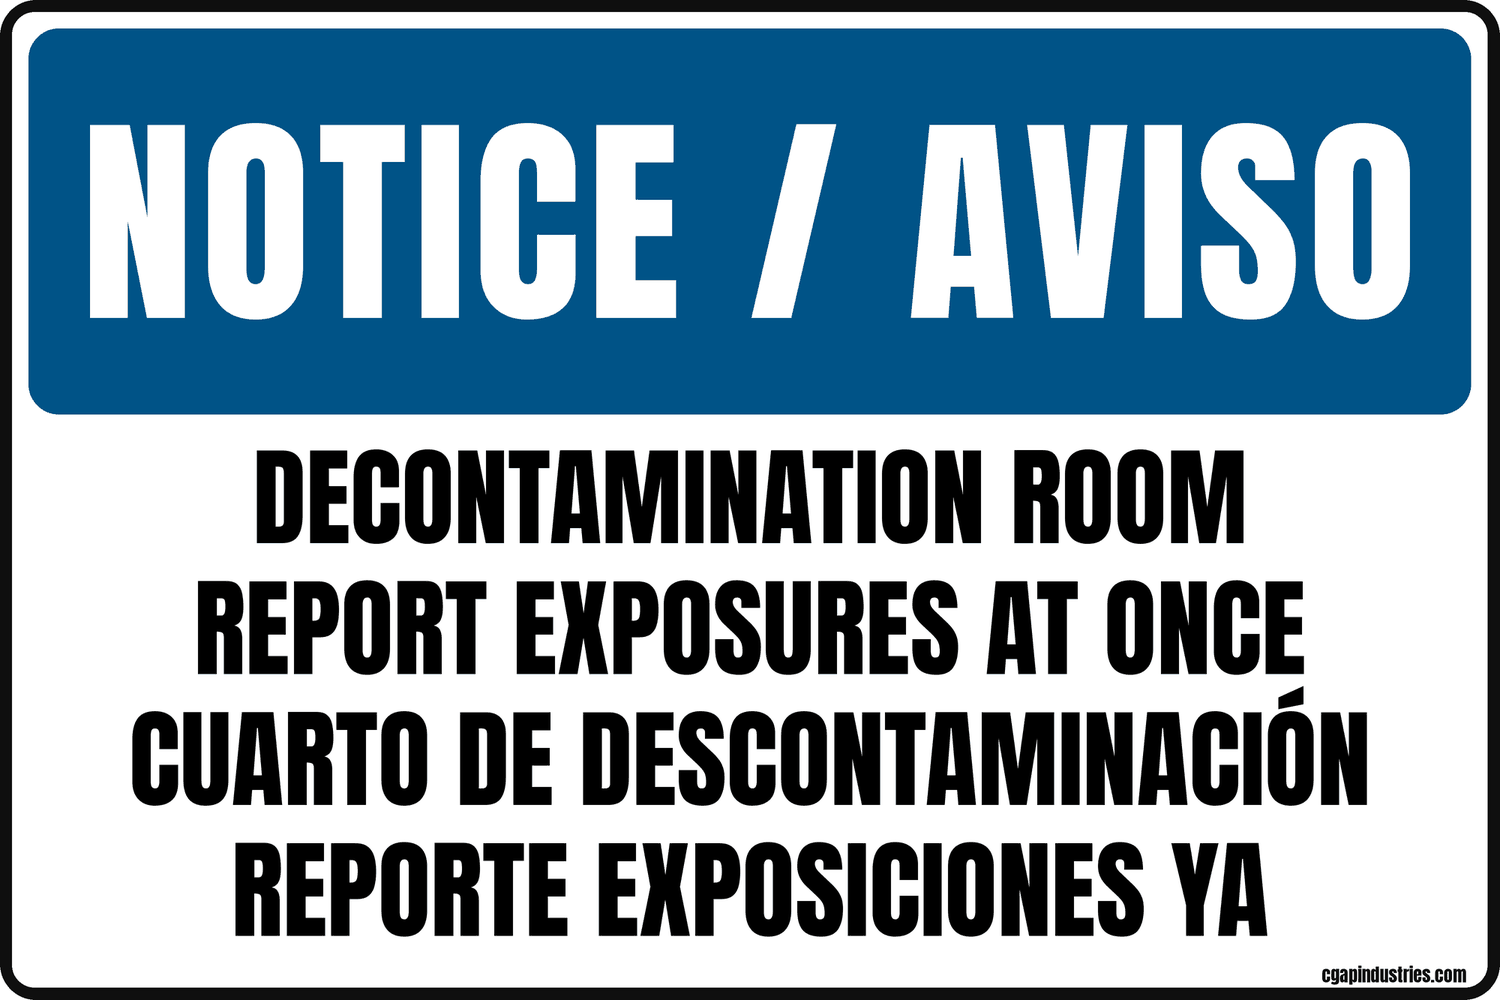 NOTICE / AVISO
DECONTAMINATION ROOM
REPORT EXPOSURES AT ONCE
CUARTO DE DESCONTAMINACIÓN
REPORTE EXPOSICIONES YA
cgapindustries.com